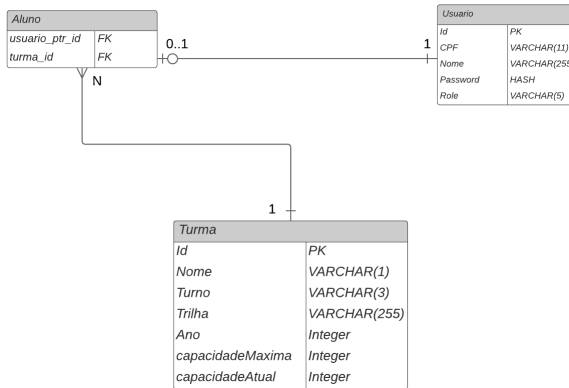 Aluno
usuario_ptr_id FK
turma_id FK
0..1
1
N
Usuario
Id PK
CPF VARCHAR(11)
Nome VARCHAR(255
Password HASH
Role VARCHAR(5)
1
Turma
Id PK
Nome VARCHAR(1)
Turno VARCHAR(3)
Trilha VARCHAR(255)
Ano Integer
capacidadeMaxima Integer
capacidadeAtual Integer